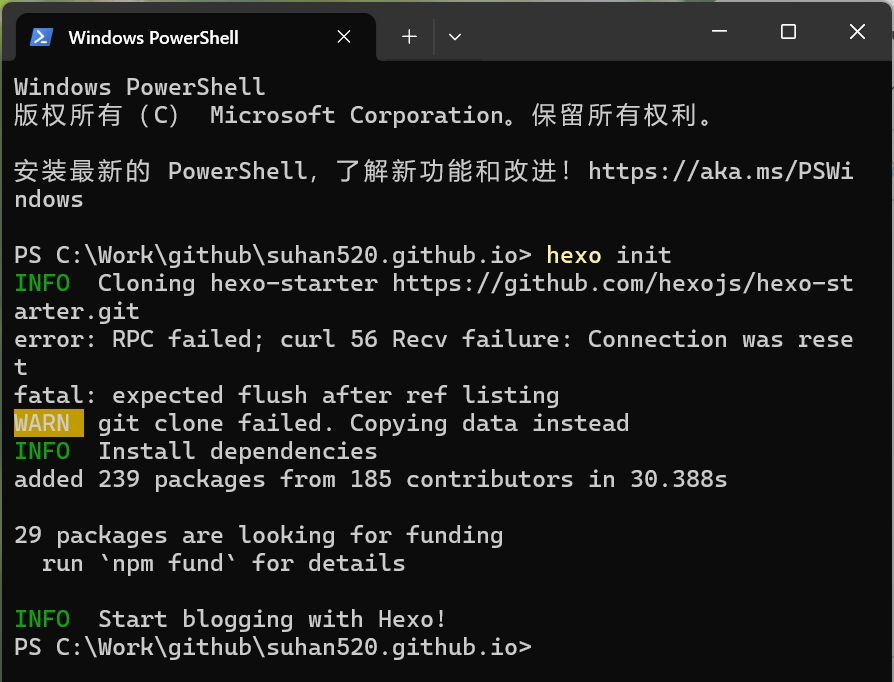 Windows PowerShell
Windows PowerShell
版权所有 (C) Microsoft Corporation。保留所有权利。
安装最新的 PowerShell，了解新功能和改进！https://aka.ms/PSWi
ndows
PS C:\Work\github\suhan520.github.io> hexo init
INFO  Cloning hexo-starter https://github.com/hexojs/hexo-st
arter.git
error: RPC failed; curl 56 Recv failure: Connection was rese
t
fatal: expected flush after ref listing
WARN  git clone failed. Copying data instead
INFO  Install dependencies
added 239 packages from 185 contributors in 30.388s
29 packages are looking for funding
  run `npm fund` for details
INFO  Start blogging with Hexo!
PS C:\Work\github\suhan520.github.io>